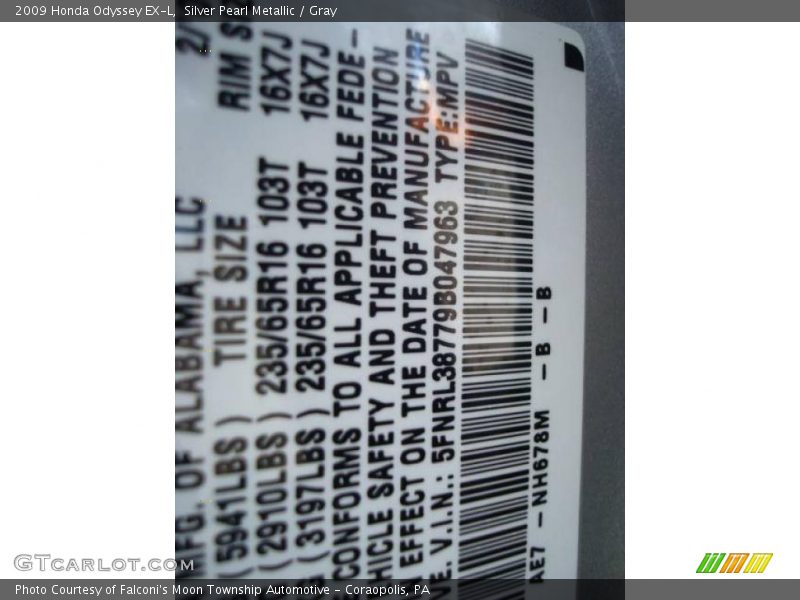 2009 Honda Odyssey EX-L, Silver Pearl Metallic / Gray
MFG. OF ALABAMA, LLC 2/
(5941LBS) TIRE SIZE RIM S
(2910LBS) 235/65R16 103T 16X7J
(3197LBS) 235/65R16 103T 16X7J
CONFORMS TO ALL APPLICABLE FEDE-
HICLE SAFETY AND THEFT PREVENTION
N EFFECT ON THE DATE OF MANUFACTURE
VE. V.I.N.: 5FNRL38779B047963 TYPE:MPV
AE7 -NH678M -B -B
GTCarLot.com
Photo Courtesy of Falconi's Moon Township Automotive - Coraopolis, PA